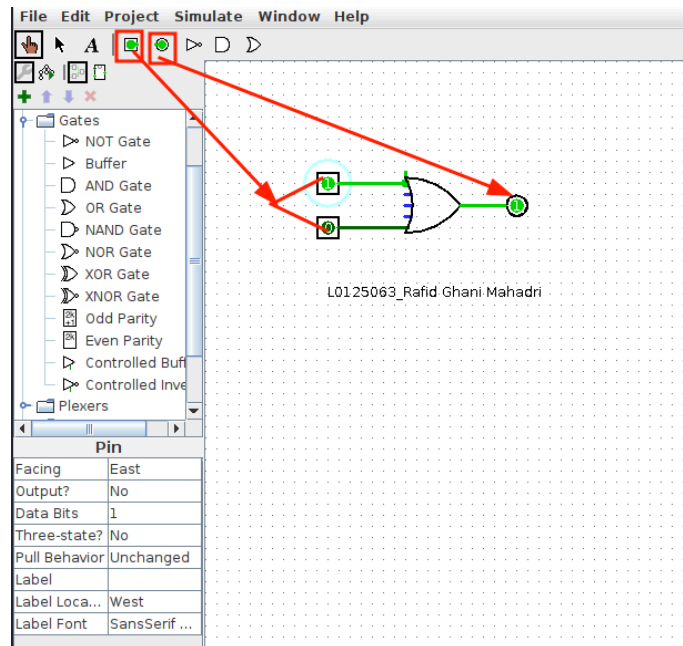 File Edit Project Simulate Window Help
A
Gates
NOT Gate
Buffer
AND Gate
OR Gate
NAND Gate
NOR Gate
XOR Gate
XNOR Gate
Odd Parity
Even Parity
Controlled Buff
Controlled Inve
Plexers
1
0
1
L0125063_Rafid Ghani Mahadri
Pin
Facing East
Output? No
Data Bits 1
Three-state? No
Pull Behavior Unchanged
Label
Label Loca... West
Label Font SansSerif ...